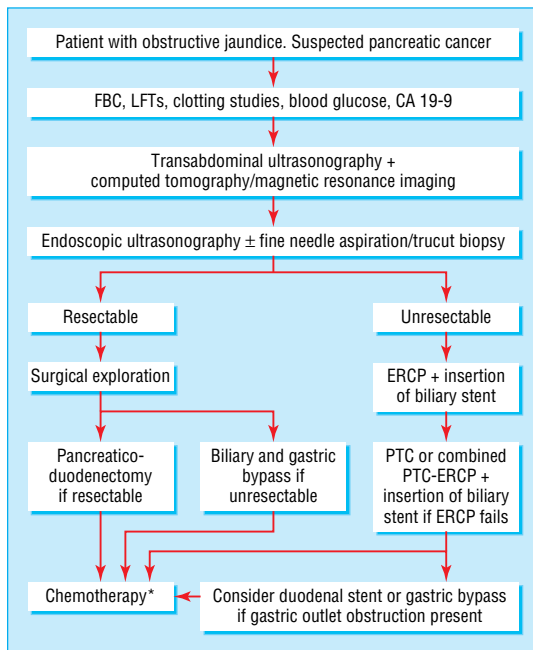 Patient with obstructive jaundice. Suspected pancreatic cancer
FBC, LFTs, clotting studies, blood glucose, CA 19-9
Transabdominal ultrasonography +
computed tomography/magnetic resonance imaging
Endoscopic ultrasonography ± fine needle aspiration/trucut biopsy
Resectable
Unresectable
Surgical exploration
ERCP + insertion
of biliary stent
Pancreatico-
duodenectomy
if resectable
Biliary and gastric
bypass if
unresectable
PTC or combined
PTC-ERCP +
insertion of biliary
stent if ERCP fails
Chemotherapy*
Consider duodenal stent or gastric bypass
if gastric outlet obstruction present